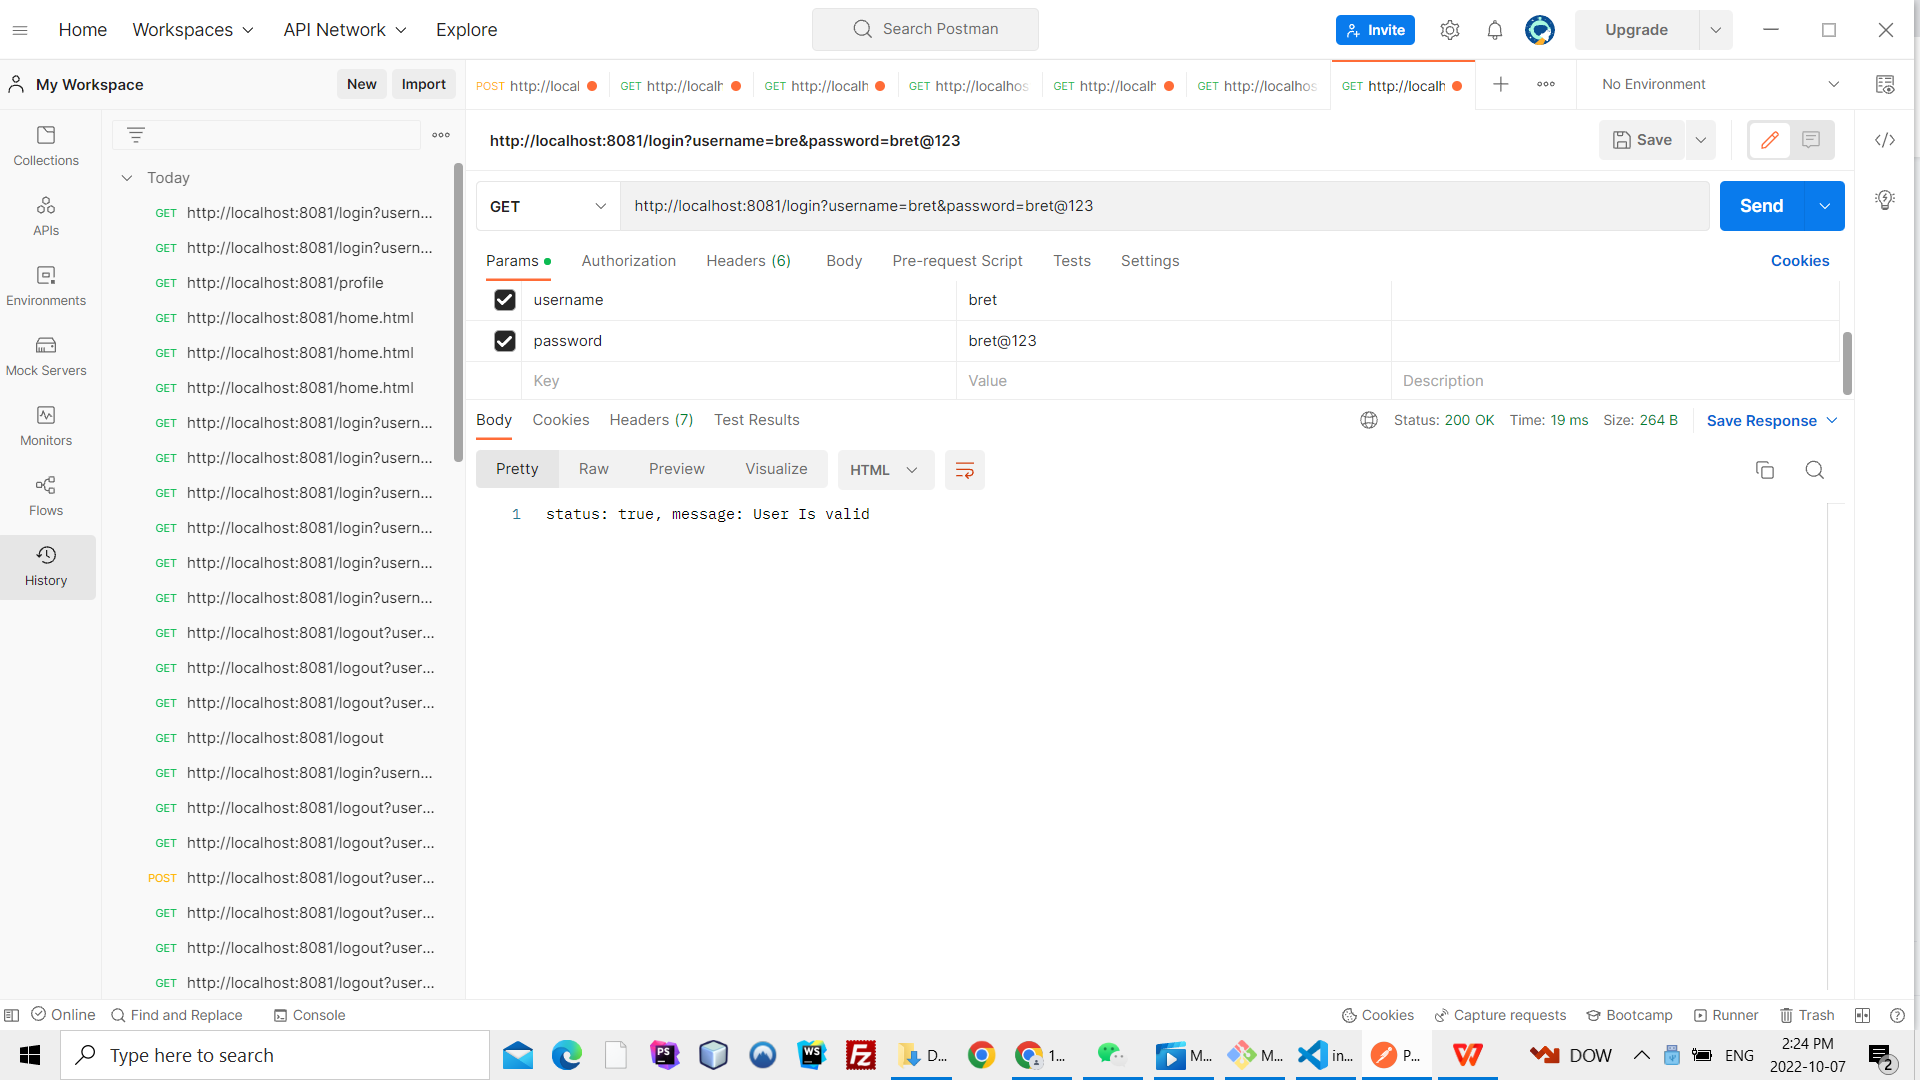 Home Workspaces API Network Explore Search Postman Invite Upgrade
My Workspace New Import POST http://local GET http://localh GET http://localh GET http://localhos GET http://localh GET http://localhos GET http://localh No Environment
Collections
APIs
Environments
Mock Servers
Monitors
Flows
History
Today
GET http://localhost:8081/login?usern...
GET http://localhost:8081/login?usern...
GET http://localhost:8081/profile
GET http://localhost:8081/home.html
GET http://localhost:8081/home.html
GET http://localhost:8081/home.html
GET http://localhost:8081/login?usern...
GET http://localhost:8081/login?usern...
GET http://localhost:8081/login?usern...
GET http://localhost:8081/login?usern...
GET http://localhost:8081/login?usern...
GET http://localhost:8081/login?usern...
GET http://localhost:8081/logout?user...
GET http://localhost:8081/logout?user...
GET http://localhost:8081/logout?user...
GET http://localhost:8081/logout
GET http://localhost:8081/login?usern...
GET http://localhost:8081/logout?user...
GET http://localhost:8081/logout?user...
POST http://localhost:8081/logout?user...
GET http://localhost:8081/logout?user...
GET http://localhost:8081/logout?user...
GET http://localhost:8081/logout?user...
http://localhost:8081/login?username=bre&password=bret@123 Save
GET http://localhost:8081/login?username=bret&password=bret@123 Send
Params Authorization Headers (6) Body Pre-request Script Tests Settings Cookies
username bret
password bret@123
Key Value Description
Body Cookies Headers (7) Test Results Status: 200 OK Time: 19 ms Size: 264 B Save Response
Pretty Raw Preview Visualize HTML
1 status: true, message: User Is valid
Online Find and Replace Console Cookies Capture requests Bootcamp Runner Trash
Type here to search PS WS FZ D... 1... M... M... in... P... DOW ENG 2:24 PM
2022-10-07 2